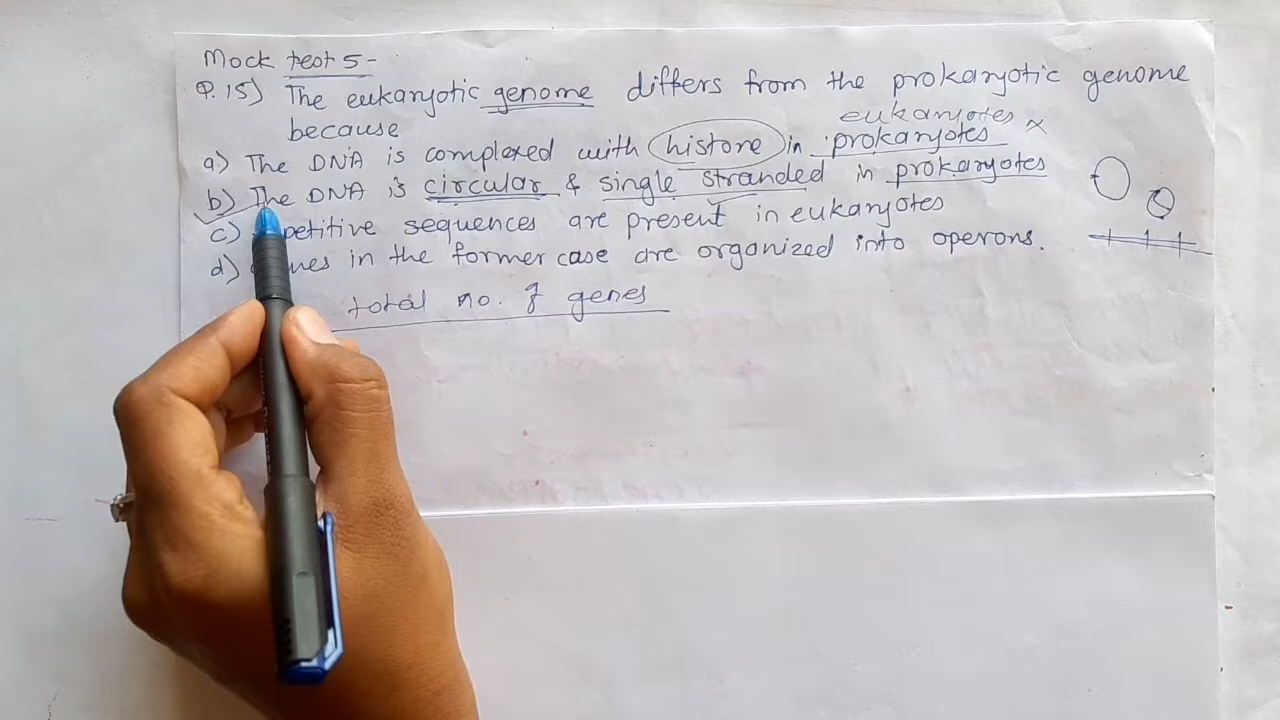 Mock test 5-
Q.15) The eukaryotic genome differs from the prokaryotic genome
because
eukaryotes
a) The DNA is complexed with histone in prokaryotes x
b) The DNA is circular & single stranded in prokaryotes
c) petitive sequences are present in eukaryotes
d) in the former case are organized into operons.
total no. of genes